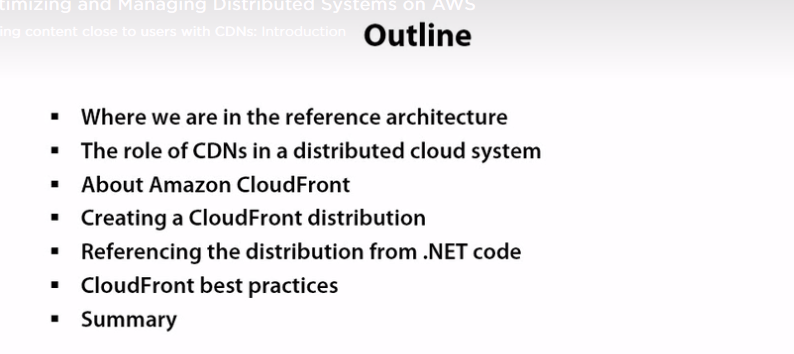 timizing and Managing Distributed Systems on AWS
ing content close to users with CDNs: Introduction
Outline
▪ Where we are in the reference architecture
▪ The role of CDNs in a distributed cloud system
▪ About Amazon CloudFront
▪ Creating a CloudFront distribution
▪ Referencing the distribution from .NET code
▪ CloudFront best practices
▪ Summary